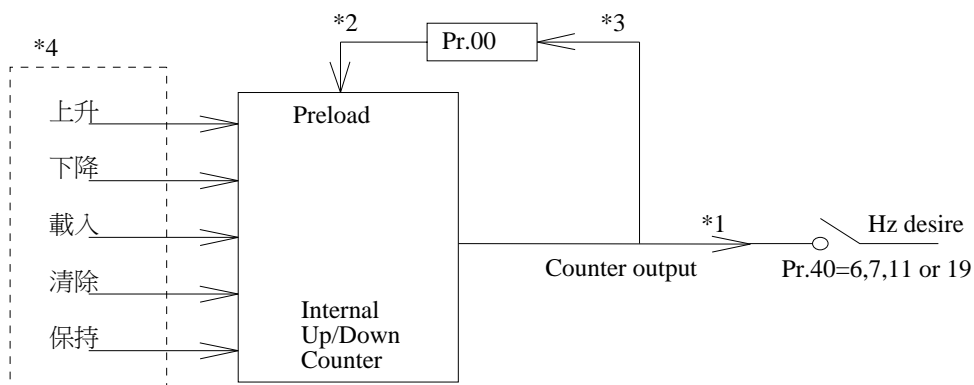 *2
*3
Pr.00
*4
上升
下降
載入
清除
保持
Preload
Internal
Up/Down
Counter
*1
Counter output
Hz desire
Pr.40=6,7,11 or 19